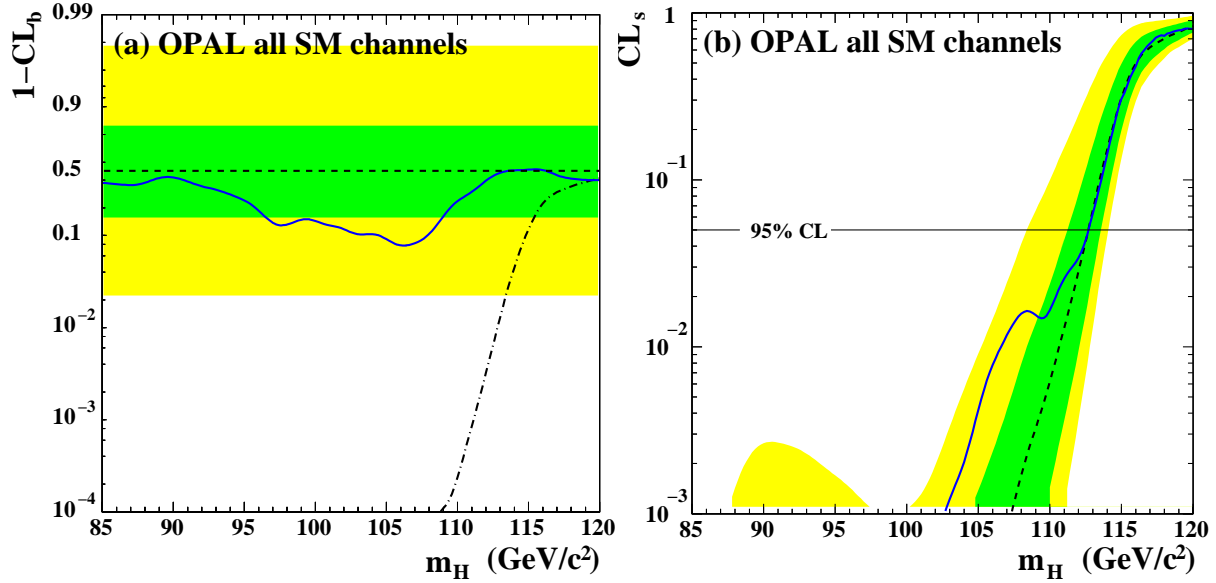 (a) OPAL all SM channels
1−CL_b
0.99
0.9
0.5
0.1
10^−2
10^−3
10^−4
85 90 95 100 105 110 115 120
m_H (GeV/c^2)
(b) OPAL all SM channels
CL_s
1
10^−1
10^−2
10^−3
95% CL
85 90 95 100 105 110 115 120
m_H (GeV/c^2)